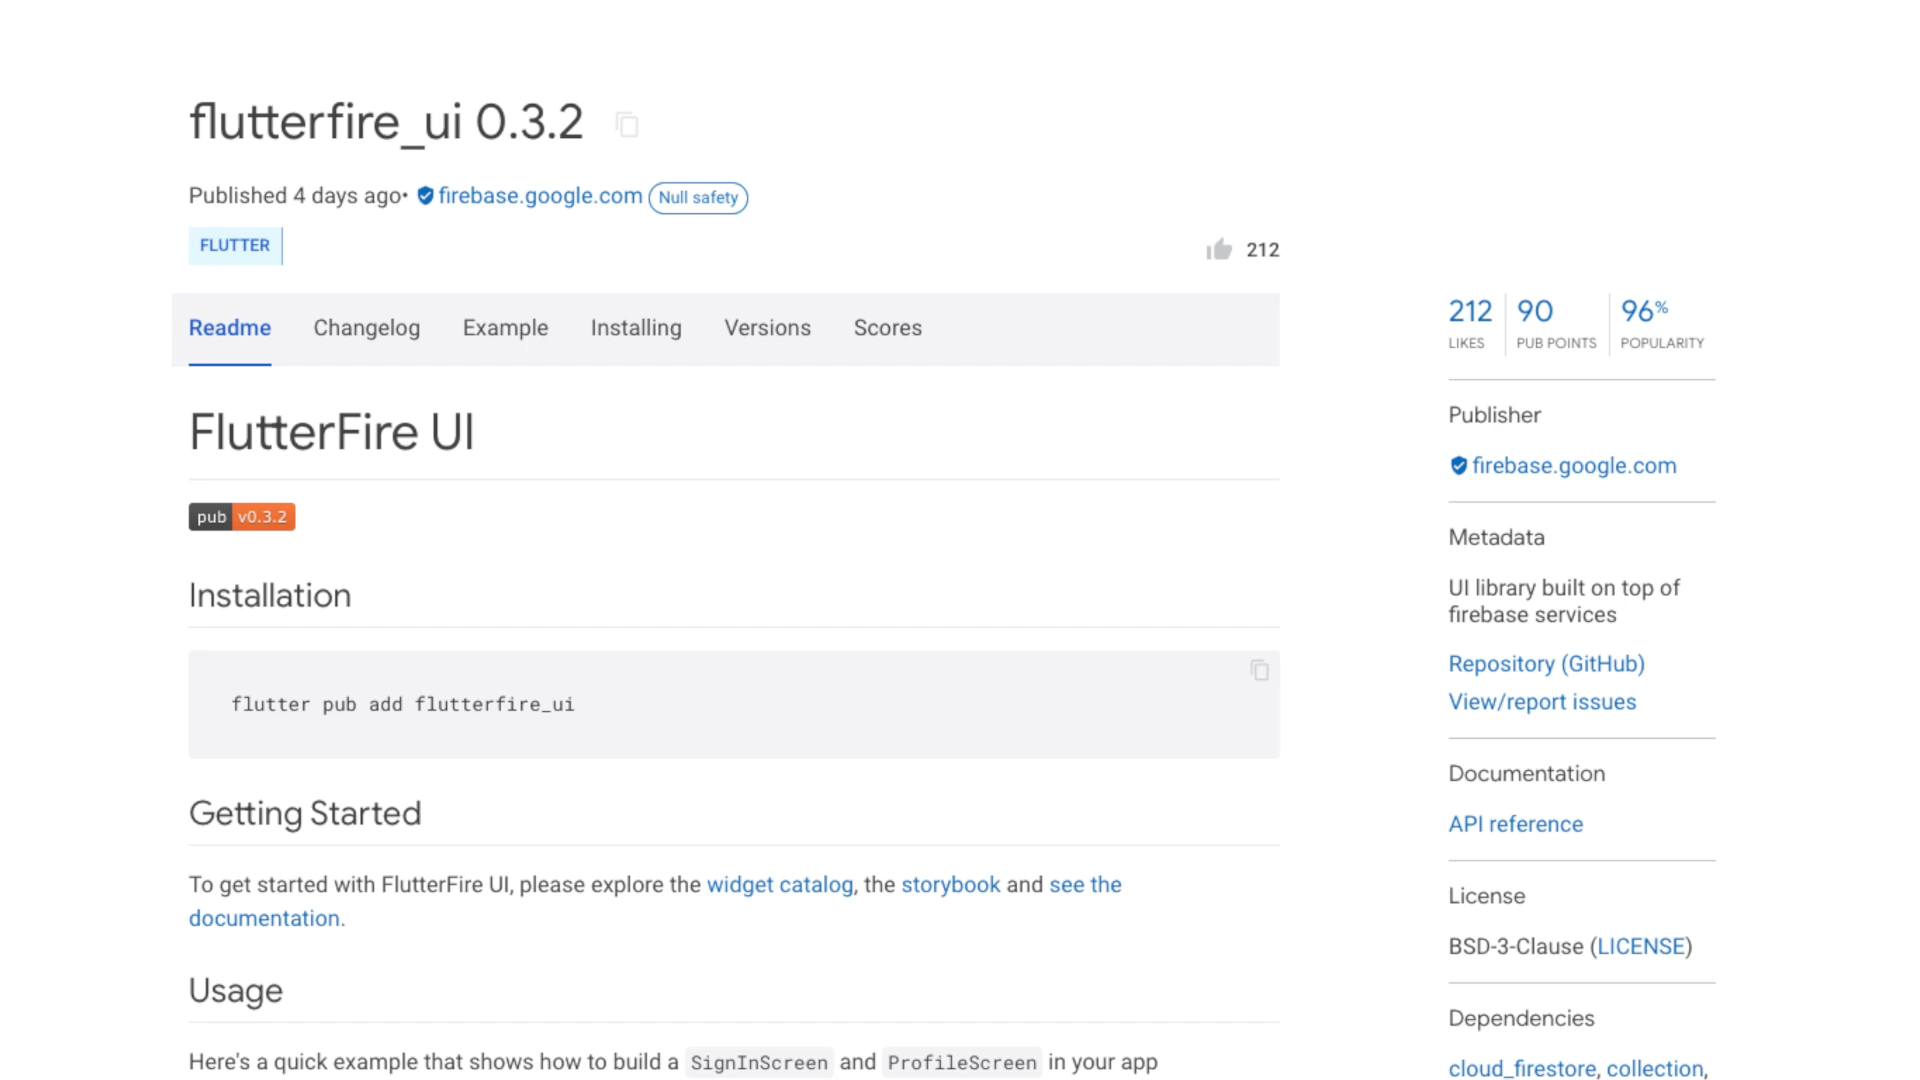 flutterfire_ui 0.3.2
Published 4 days ago• firebase.google.com Null safety
FLUTTER
212
Readme Changelog Example Installing Versions Scores
FlutterFire UI
pub v0.3.2
Installation
flutter pub add flutterfire_ui
Getting Started
To get started with FlutterFire UI, please explore the widget catalog, the storybook and see the
documentation.
Usage
Here's a quick example that shows how to build a SignInScreen and ProfileScreen in your app
212 90 96%
LIKES PUB POINTS POPULARITY
Publisher
firebase.google.com
Metadata
UI library built on top of
firebase services
Repository (GitHub)
View/report issues
Documentation
API reference
License
BSD-3-Clause (LICENSE)
Dependencies
cloud_firestore, collection,